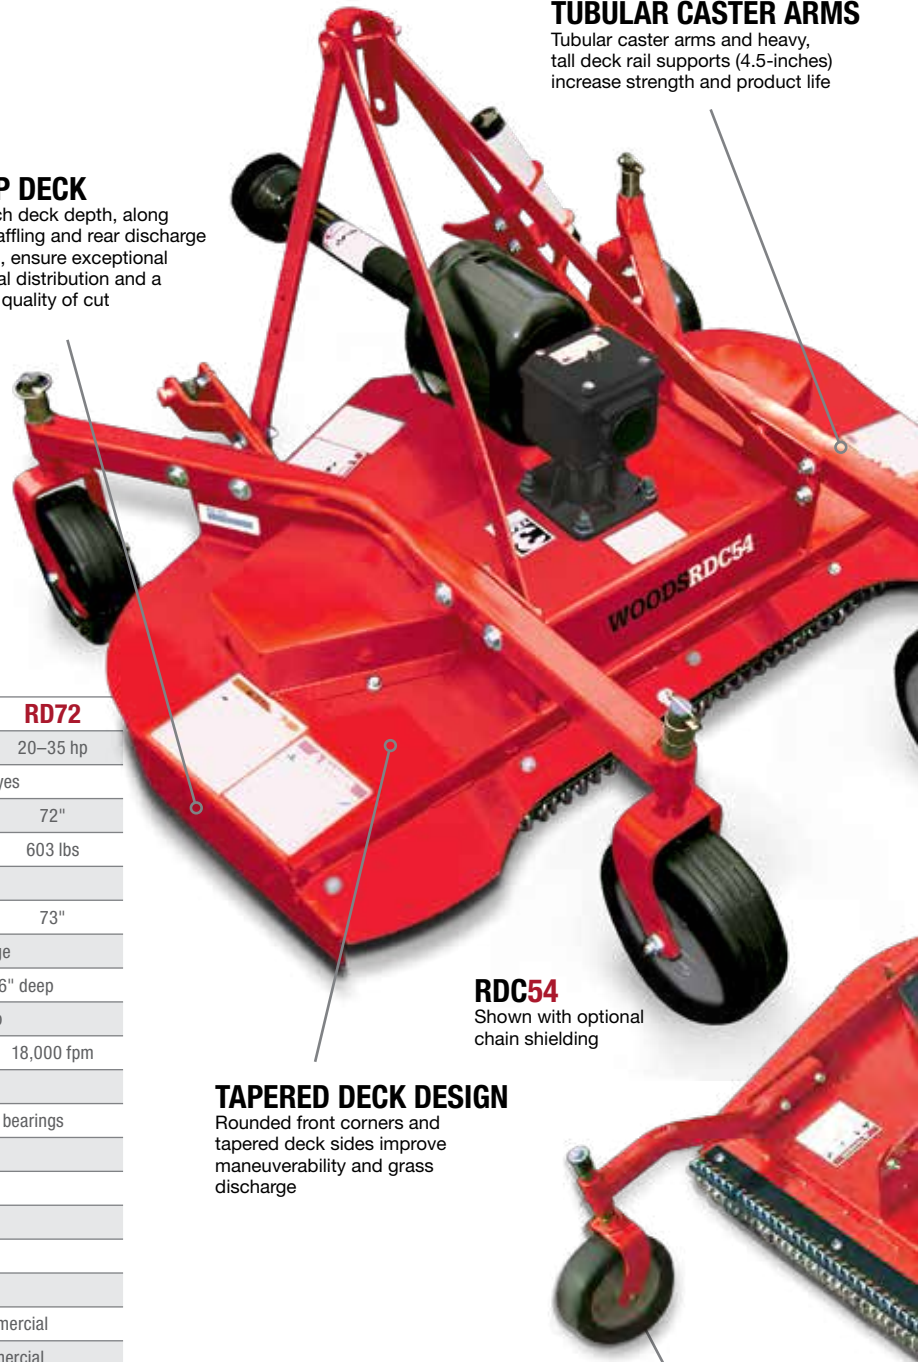 TUBULAR CASTER ARMS
Tubular caster arms and heavy,
tall deck rail supports (4.5-inches)
increase strength and product life
P DECK
ch deck depth, along
affling and rear discharge
, ensure exceptional
al distribution and a
quality of cut
WOODS RDC54
RD72
20–35 hp
yes
72"
603 lbs
73"
ge
6" deep
18,000 fpm
bearings
mercial
mercial
RDC54
Shown with optional
chain shielding
TAPERED DECK DESIGN
Rounded front corners and
tapered deck sides improve
maneuverability and grass
discharge